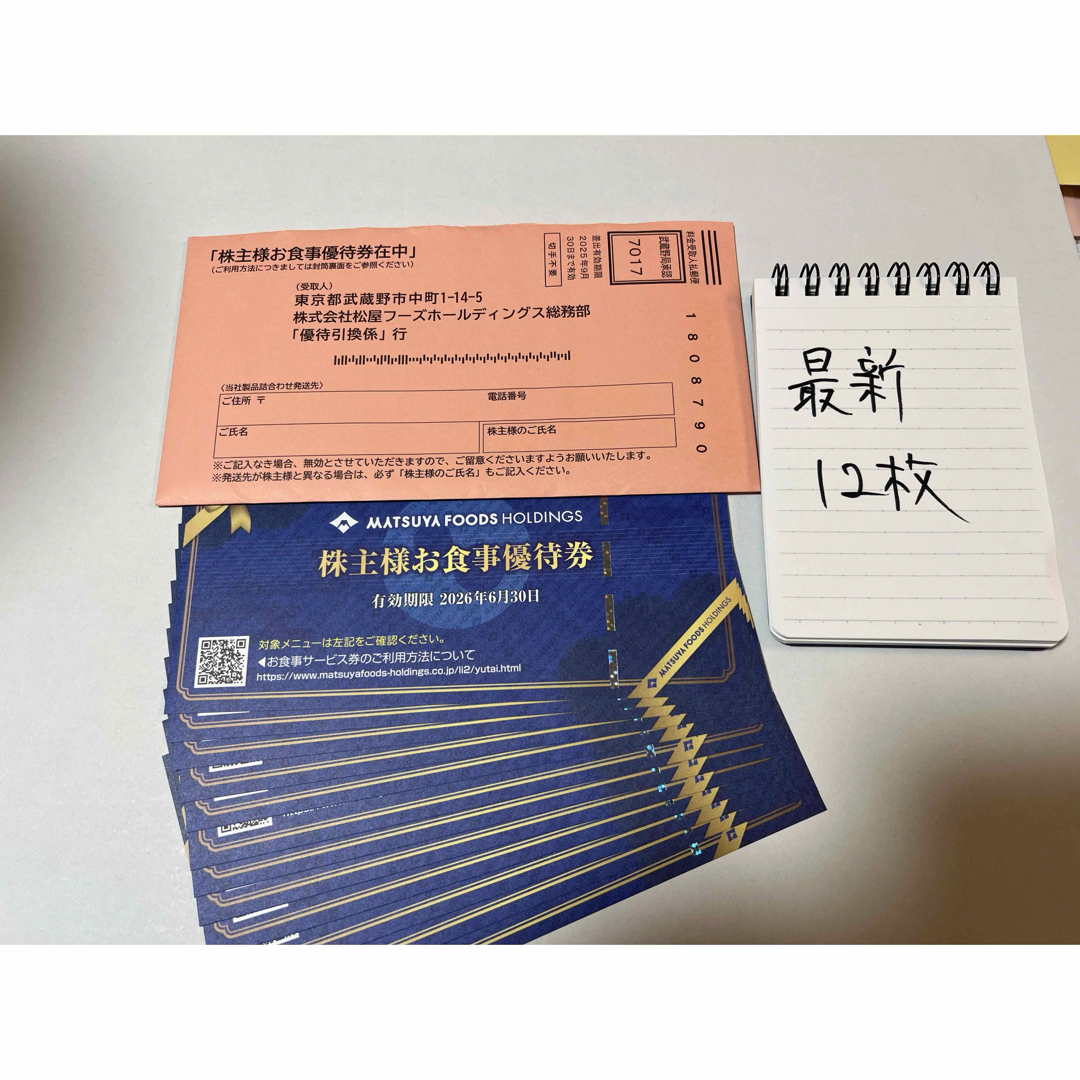 「株主様お食事優待券在中」
(ご利用方法につきましては封筒裏面をご参照ください)
(受取人)
東京都武蔵野市中町1-14-5
株式会社松屋フーズホールディングス総務部
「優待引換係」行
〈当社製品詰合わせ発送先〉
ご住所 〒
電話番号
ご氏名
株主様のご氏名
※ご記入なき場合、無効とさせていただきますので、ご留意くださいますようお願いいたします。
※発送先が株主様と異なる場合は、必ず「株主様のご氏名」もご記入ください。
料金受取人払郵便
武蔵野局承認
7017
差出有効期限
2025年9月
30日まで有効
切手不要
1808790
最新
12枚
MATSUYA FOODS HOLDINGS
株主様お食事優待券
有効期限 2026年6月30日
対象メニューは左記をご確認ください。
◀お食事サービス券のご利用方法について
https://www.matsuyafoods-holdings.co.jp/li2/yutai.html
MATSUYA FOODS HOLDINGS